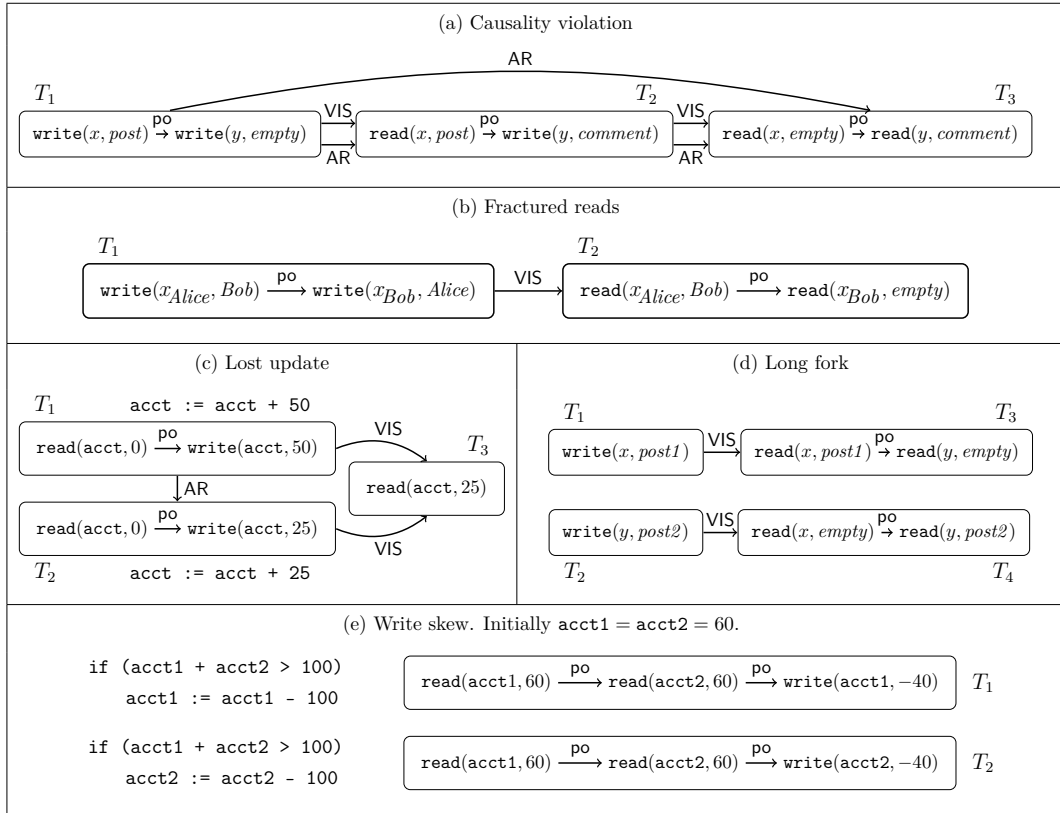 (a) Causality violation
AR
T₁ T₂ T₃
write(x, post) po→ write(y, empty) VIS AR read(x, post) po→ write(y, comment) VIS AR read(x, empty) po→ read(y, comment)
(b) Fractured reads
T₁ T₂
write(x_Alice, Bob) po→ write(x_Bob, Alice) VIS read(x_Alice, Bob) po→ read(x_Bob, empty)
(c) Lost update
T₁ acct := acct + 50
read(acct, 0) po→ write(acct, 50) VIS
T₃
read(acct, 25)
AR
read(acct, 0) po→ write(acct, 25) VIS
T₂ acct := acct + 25
(d) Long fork
T₁ T₃
write(x, post1) VIS read(x, post1) po→ read(y, empty)
write(y, post2) VIS read(x, empty) po→ read(y, post2)
T₂ T₄
(e) Write skew. Initially acct1 = acct2 = 60.
if (acct1 + acct2 > 100)
acct1 := acct1 - 100
read(acct1, 60) po→ read(acct2, 60) po→ write(acct1, −40) T₁
if (acct1 + acct2 > 100)
acct2 := acct2 - 100
read(acct1, 60) po→ read(acct2, 60) po→ write(acct2, −40) T₂